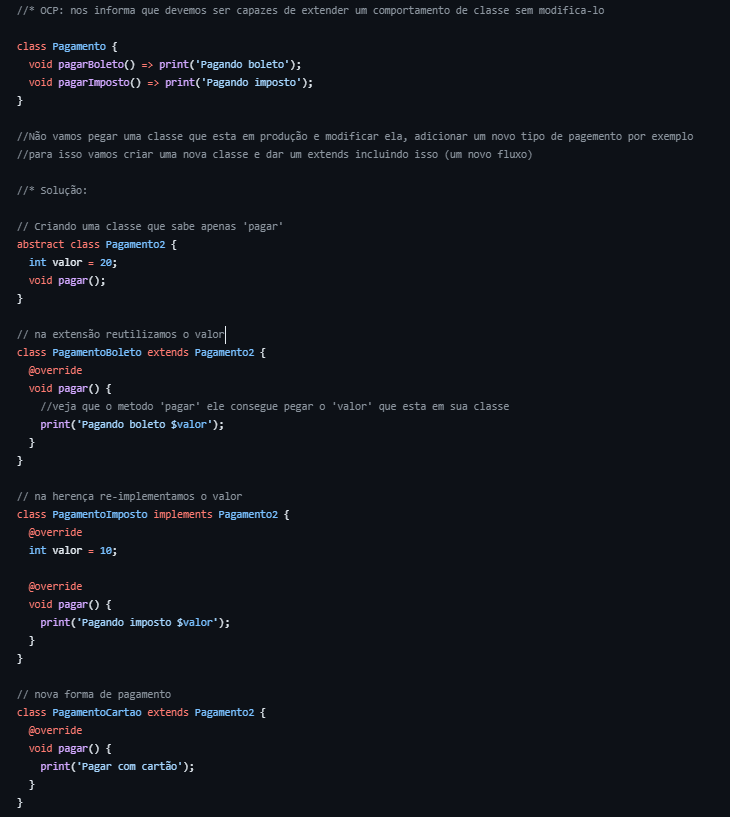 //* OCP: nos informa que devemos ser capazes de extender um comportamento de classe sem modifica-lo
class Pagamento {
void pagarBoleto() => print('Pagando boleto');
void pagarImposto() => print('Pagando imposto');
}
//Não vamos pegar uma classe que esta em produção e modificar ela, adicionar um novo tipo de pagemento por exemplo
//para isso vamos criar uma nova classe e dar um extends incluindo isso (um novo fluxo)
//* Solução:
// Criando uma classe que sabe apenas 'pagar'
abstract class Pagamento2 {
int valor = 20;
void pagar();
}
// na extensão reutilizamos o valor
class PagamentoBoleto extends Pagamento2 {
@override
void pagar() {
//veja que o metodo 'pagar' ele consegue pegar o 'valor' que esta em sua classe
print('Pagando boleto $valor');
}
}
// na herença re-implementamos o valor
class PagamentoImposto implements Pagamento2 {
@override
int valor = 10;
@override
void pagar() {
print('Pagando imposto $valor');
}
}
// nova forma de pagamento
class PagamentoCartao extends Pagamento2 {
@override
void pagar() {
print('Pagar com cartão');
}
}